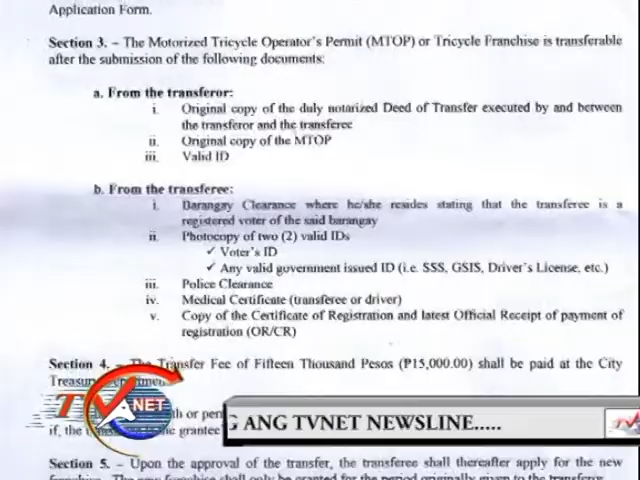 Application Form.
Section 3. – The Motorized Tricycle Operator's Permit (MTOP) or Tricycle Franchise is transferable
after the submission of the following documents:
a. From the transferor:
i. Original copy of the duly notarized Deed of Transfer executed by and between
the transferor and the transferee
ii. Original copy of the MTOP
iii. Valid ID
b. From the transferee:
i. Barangay Clearance where he/she resides stating that the transferee is a
registered voter of the said barangay
ii. Photocopy of two (2) valid IDs
✓ Voter's ID
✓ Any valid government issued ID (i.e. SSS, GSIS, Driver's License, etc.)
iii. Police Clearance
iv. Medical Certificate (transferee or driver)
v. Copy of the Certificate of Registration and latest Official Receipt of payment of
registration (OR/CR)
Section 4. – The Transfer Fee of Fifteen Thousand Pesos (₱15,000.00) shall be paid at the City
TV NET
G ANG TVNET NEWSLINE.....
if, the
grantee
Section 5. – Upon the approval of the transfer, the transferee shall thereafter apply for the new